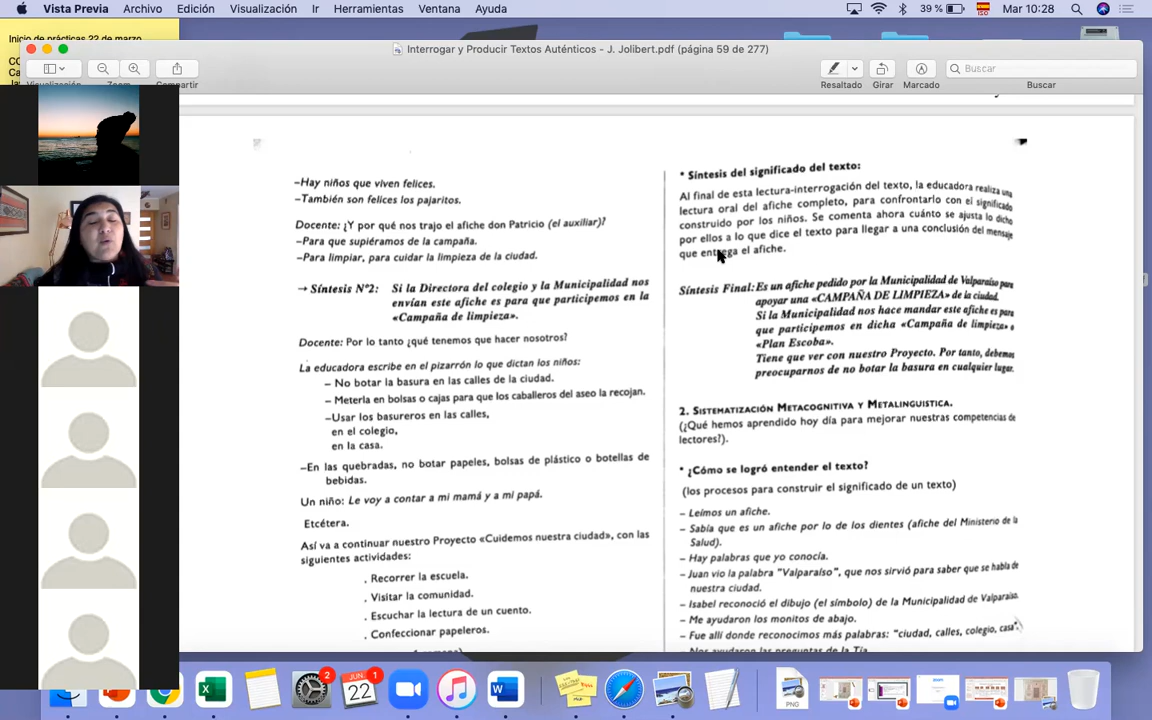 Vista Previa Archivo Edición Visualización Ir Herramientas Ventana Ayuda
39 % Mar 10:28
Inicio de prácticas 22 de marzo
Interrogar y Producir Textos Auténticos - J. Jolibert.pdf (página 59 de 277)
Buscar
Resaltado Girar Marcado Buscar
–Hay niños que viven felices.
–También son felices los pajaritos.
Docente: ¿Y por qué nos trajo el afiche don Patricio (el auxiliar)?
–Para que supiéramos de la campaña.
–Para limpiar, para cuidar la limpieza de la ciudad.
→ Síntesis Nº2: Si la Directora del colegio y la Municipalidad nos
envían este afiche es para que participemos en la
«Campaña de limpieza».
Docente: Por lo tanto ¿qué tenemos que hacer nosotros?
La educadora escribe en el pizarrón lo que dictan los niños:
– No botar la basura en las calles de la ciudad.
– Meterla en bolsas o cajas para que los caballeros del aseo la recojan.
–Usar los basureros en las calles,
en el colegio,
en la casa.
–En las quebradas, no botar papeles, bolsas de plástico o botellas de
bebidas.
Un niño: Le voy a contar a mi mamá y a mi papá.
Etcétera.
Así va a continuar nuestro Proyecto «Cuidemos nuestra ciudad», con las
siguientes actividades:
. Recorrer la escuela.
. Visitar la comunidad.
. Escuchar la lectura de un cuento.
. Confeccionar papeleros.
* Síntesis del significado del texto:
Al final de esta lectura-interrogación del texto, la educadora realiza una
lectura oral del afiche completo, para confrontarlo con el significado
construido por los niños. Se comenta ahora cuánto se ajusta lo dicho
por ellos a lo que dice el texto para llegar a una conclusión del mensaje
que entrega el afiche.
Síntesis Final: Es un afiche pedido por la Municipalidad de Valparaíso para
apoyar una «CAMPAÑA DE LIMPIEZA» de la ciudad.
Si la Municipalidad nos hace mandar este afiche es para
que participemos en dicha «Campaña de limpieza» o
«Plan Escoba».
Tiene que ver con nuestro Proyecto. Por tanto, debemos
preocuparnos de no botar la basura en cualquier lugar.
2. SISTEMATIZACIÓN METACOGNITIVA Y METALINGUISTICA.
(¿Qué hemos aprendido hoy día para mejorar nuestras competencias de
lectores?).
* ¿Cómo se logró entender el texto?
(los procesos para construir el significado de un texto)
– Leímos un afiche.
– Sabía que es un afiche por lo de los dientes (afiche del Ministerio de la
Salud).
– Hay palabras que yo conocía.
– Juan vio la palabra "Valparaíso", que nos sirvió para saber que se habla de
nuestra ciudad.
– Isabel reconoció el dibujo (el símbolo) de la Municipalidad de Valparaíso.
– Me ayudaron los monitos de abajo.
– Fue allí donde reconocimos más palabras: "ciudad, calles, colegio, casa".
– Nos ayudaron las preguntas de la Tía
2
JUN
22
1
PNG